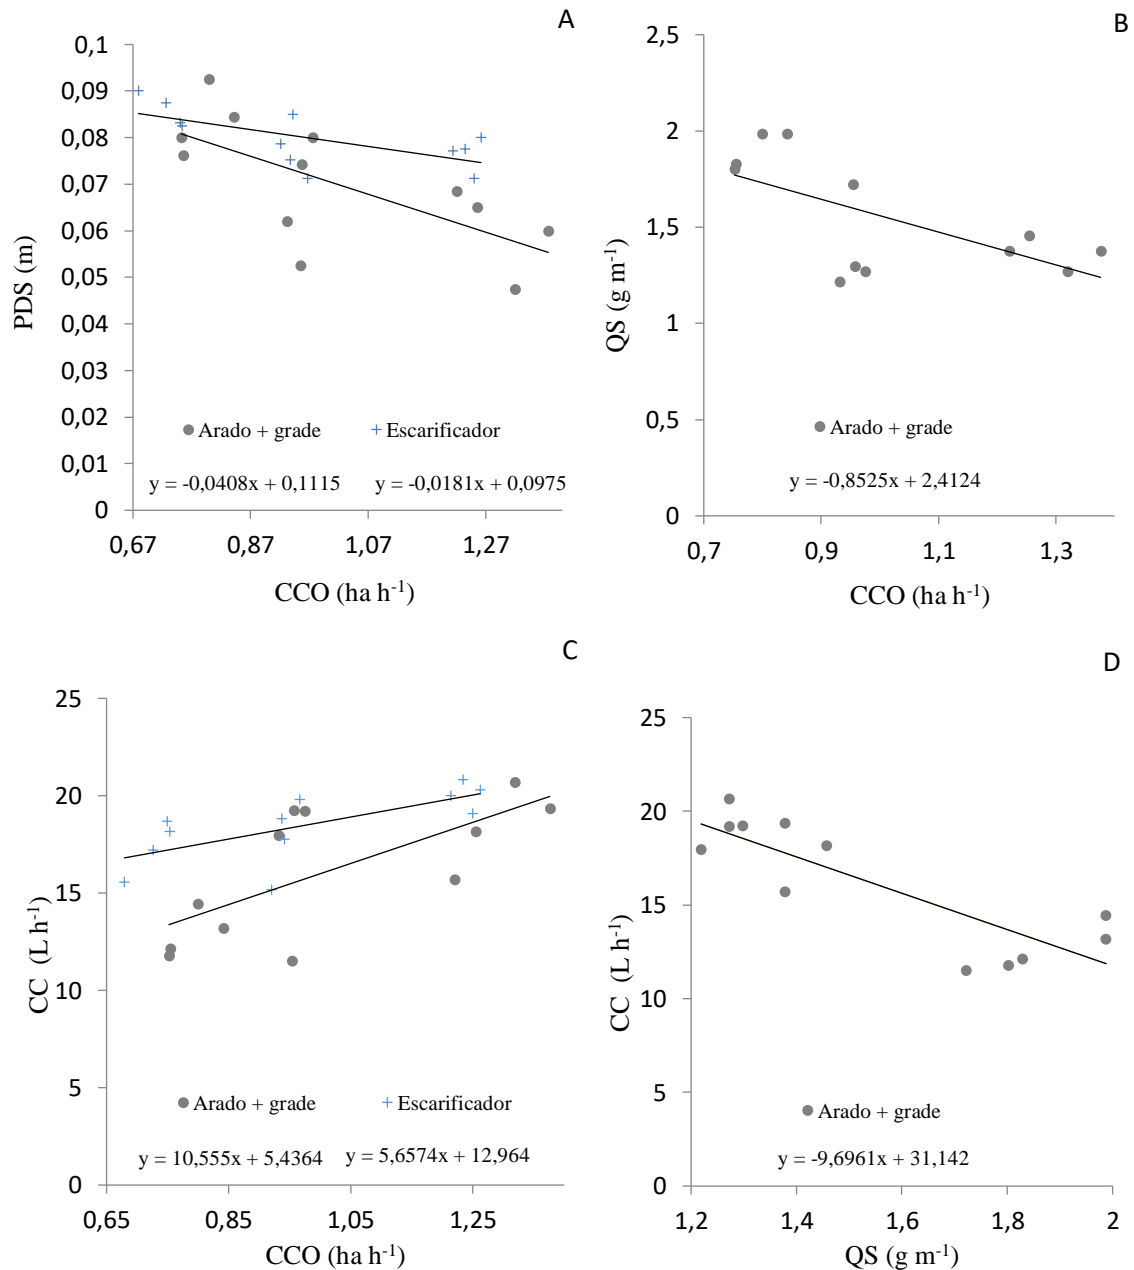 A
0,1
0,09
0,08
0,07
0,06
0,05
0,04
0,03
0,02
0,01
0
PDS (m)
Arado + grade
Escarificador
y = -0,0408x + 0,1115
y = -0,0181x + 0,0975
0,67
0,87
1,07
1,27
CCO (ha h-1)
B
2,5
2
1,5
1
0,5
0
QS (g m-1)
Arado + grade
y = -0,8525x + 2,4124
0,7
0,9
1,1
1,3
CCO (ha h-1)
C
25
20
15
10
5
0
CC (L h-1)
Arado + grade
Escarificador
y = 10,555x + 5,4364
y = 5,6574x + 12,964
0,65
0,85
1,05
1,25
CCO (ha h-1)
D
25
20
15
10
5
0
CC (L h-1)
Arado + grade
y = -9,6961x + 31,142
1,2
1,4
1,6
1,8
2
QS (g m-1)